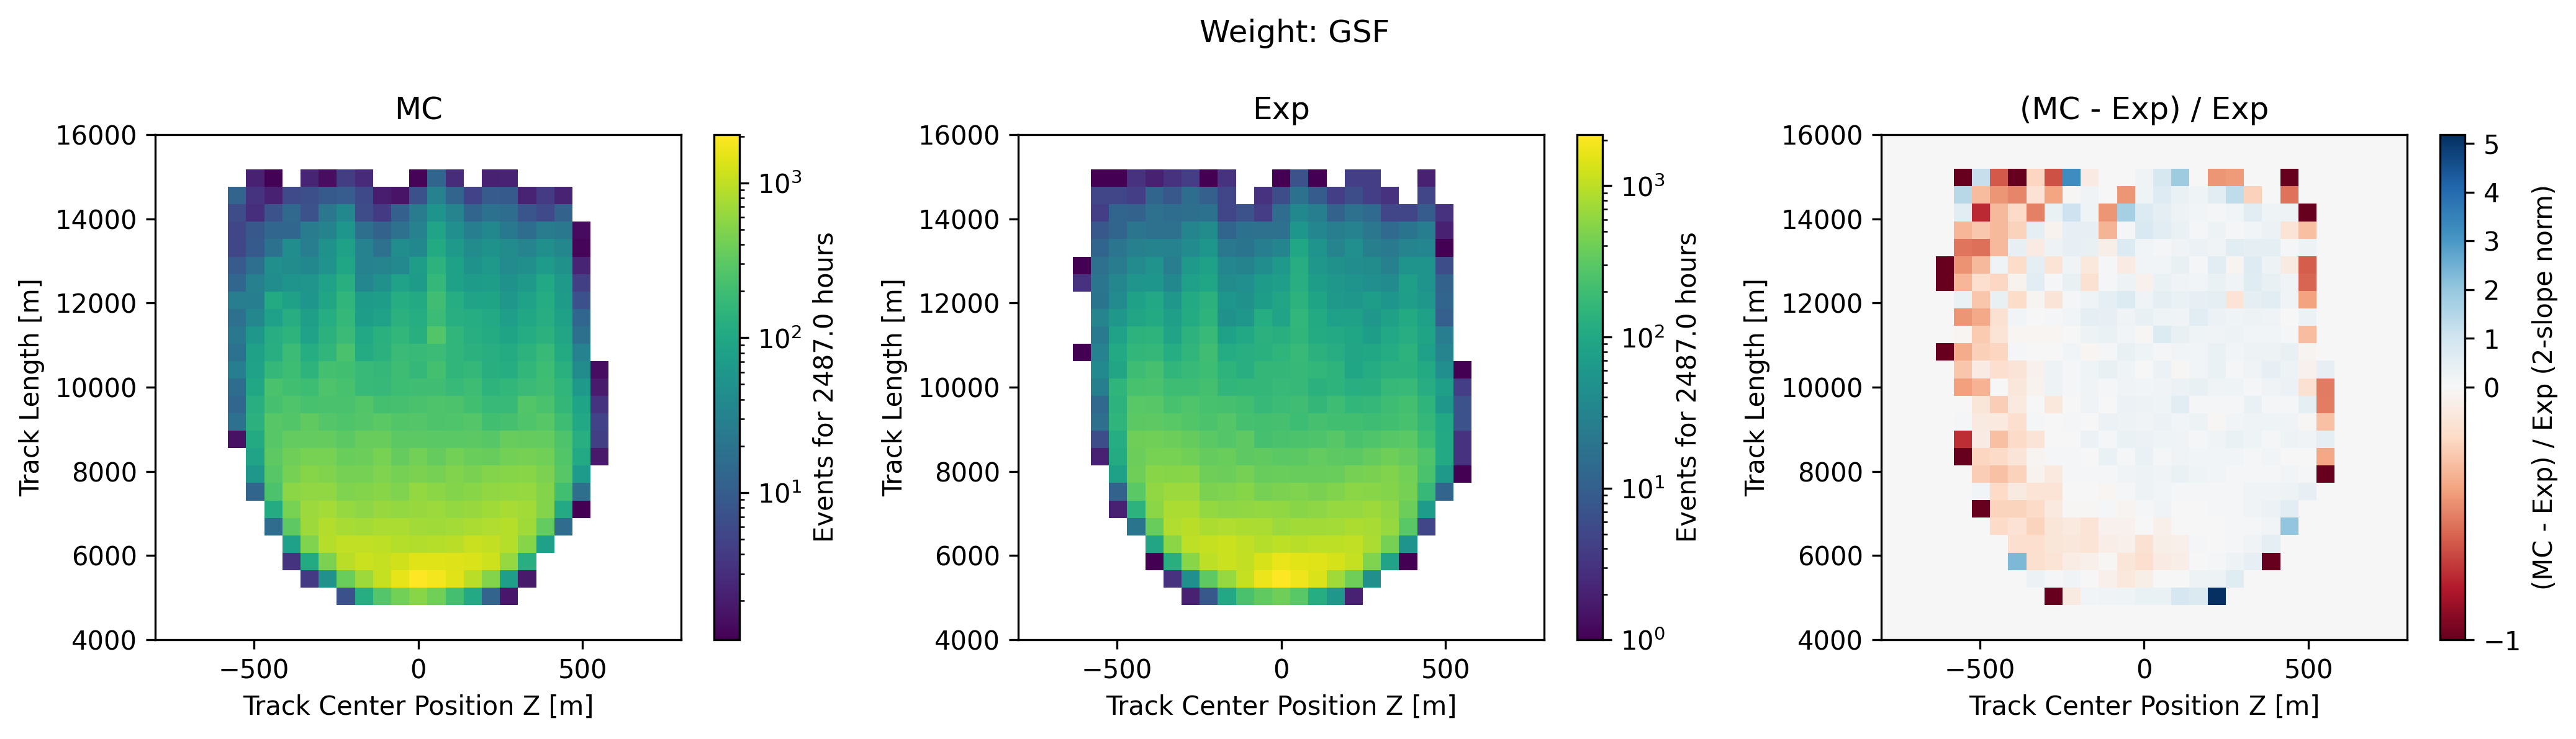 Weight: GSF
MC
16000
14000
12000
10000
8000
6000
4000
Track Length [m]
−500 0 500
Track Center Position Z [m]
10³
10²
10¹
Events for 2487.0 hours
Exp
16000
14000
12000
10000
8000
6000
4000
Track Length [m]
−500 0 500
Track Center Position Z [m]
10³
10²
10¹
10⁰
Events for 2487.0 hours
(MC - Exp) / Exp
16000
14000
12000
10000
8000
6000
4000
Track Length [m]
−500 0 500
Track Center Position Z [m]
5
4
3
2
1
0
−1
(MC - Exp) / Exp (2-slope norm)